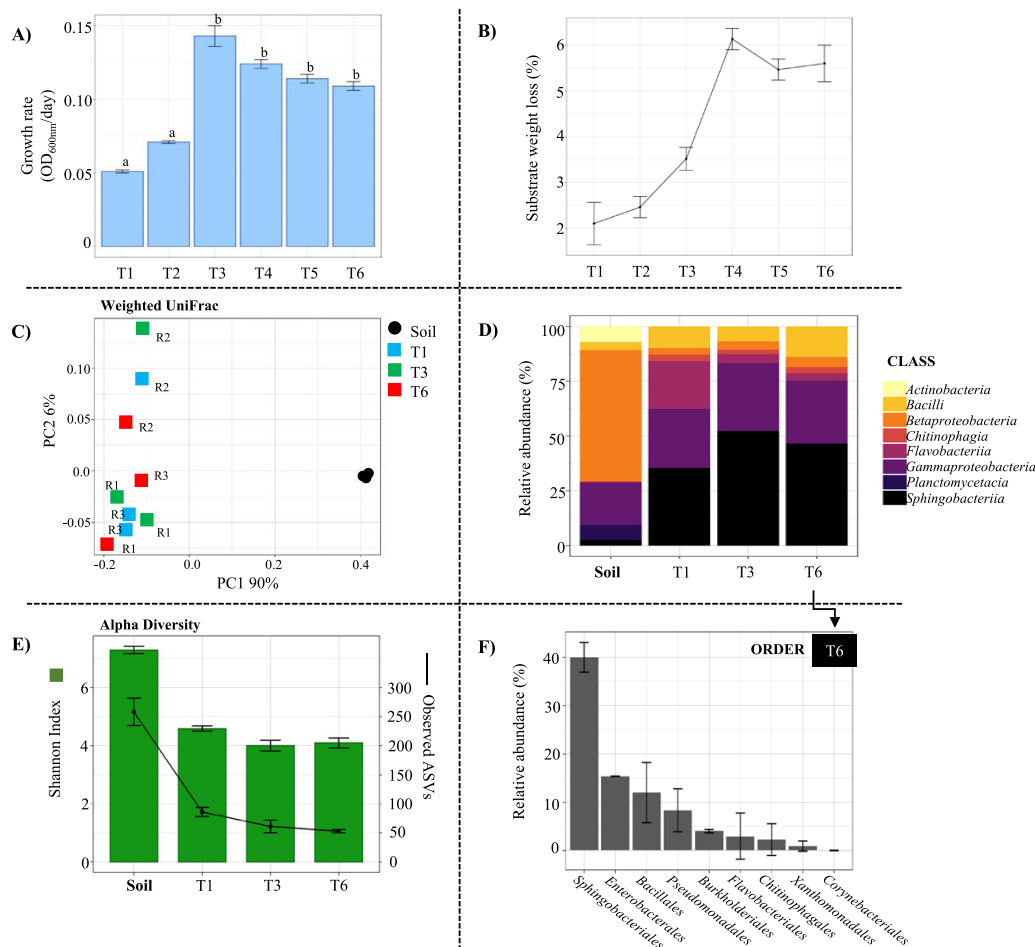 A)
Growth rate
(OD600nm/day)
0.15
0.10
0.05
0
a
a
b
b
b
b
T1 T2 T3 T4 T5 T6
B)
Substrate weight loss (%)
6
5
4
3
2
T1 T2 T3 T4 T5 T6
C)
Weighted UniFrac
PC2 6%
0.10
0.05
0.0
-0.05
R2
R2
R2
R3
R1
R3
R3
R1
R1
-0.2 0.0 0.2 0.4
PC1 90%
Soil
T1
T3
T6
D)
Relative abundance (%)
100
75
50
25
0
Soil T1 T3 T6
CLASS
Actinobacteria
Bacilli
Betaproteobacteria
Chitinophagia
Flavobacteriia
Gammaproteobacteria
Planctomycetacia
Sphingobacteriia
E)
Alpha Diversity
Shannon Index
6
4
2
0
Observed ASVs
300
250
200
150
100
50
0
Soil T1 T3 T6
F)
ORDER T6
Relative abundance (%)
40
30
20
10
0
Sphingobacteriales
Enterobacterales
Bacillales
Pseudomonadales
Burkholderiales
Flavobacteriales
Chitinophagales
Xanthomonadales
Corynebacteriales